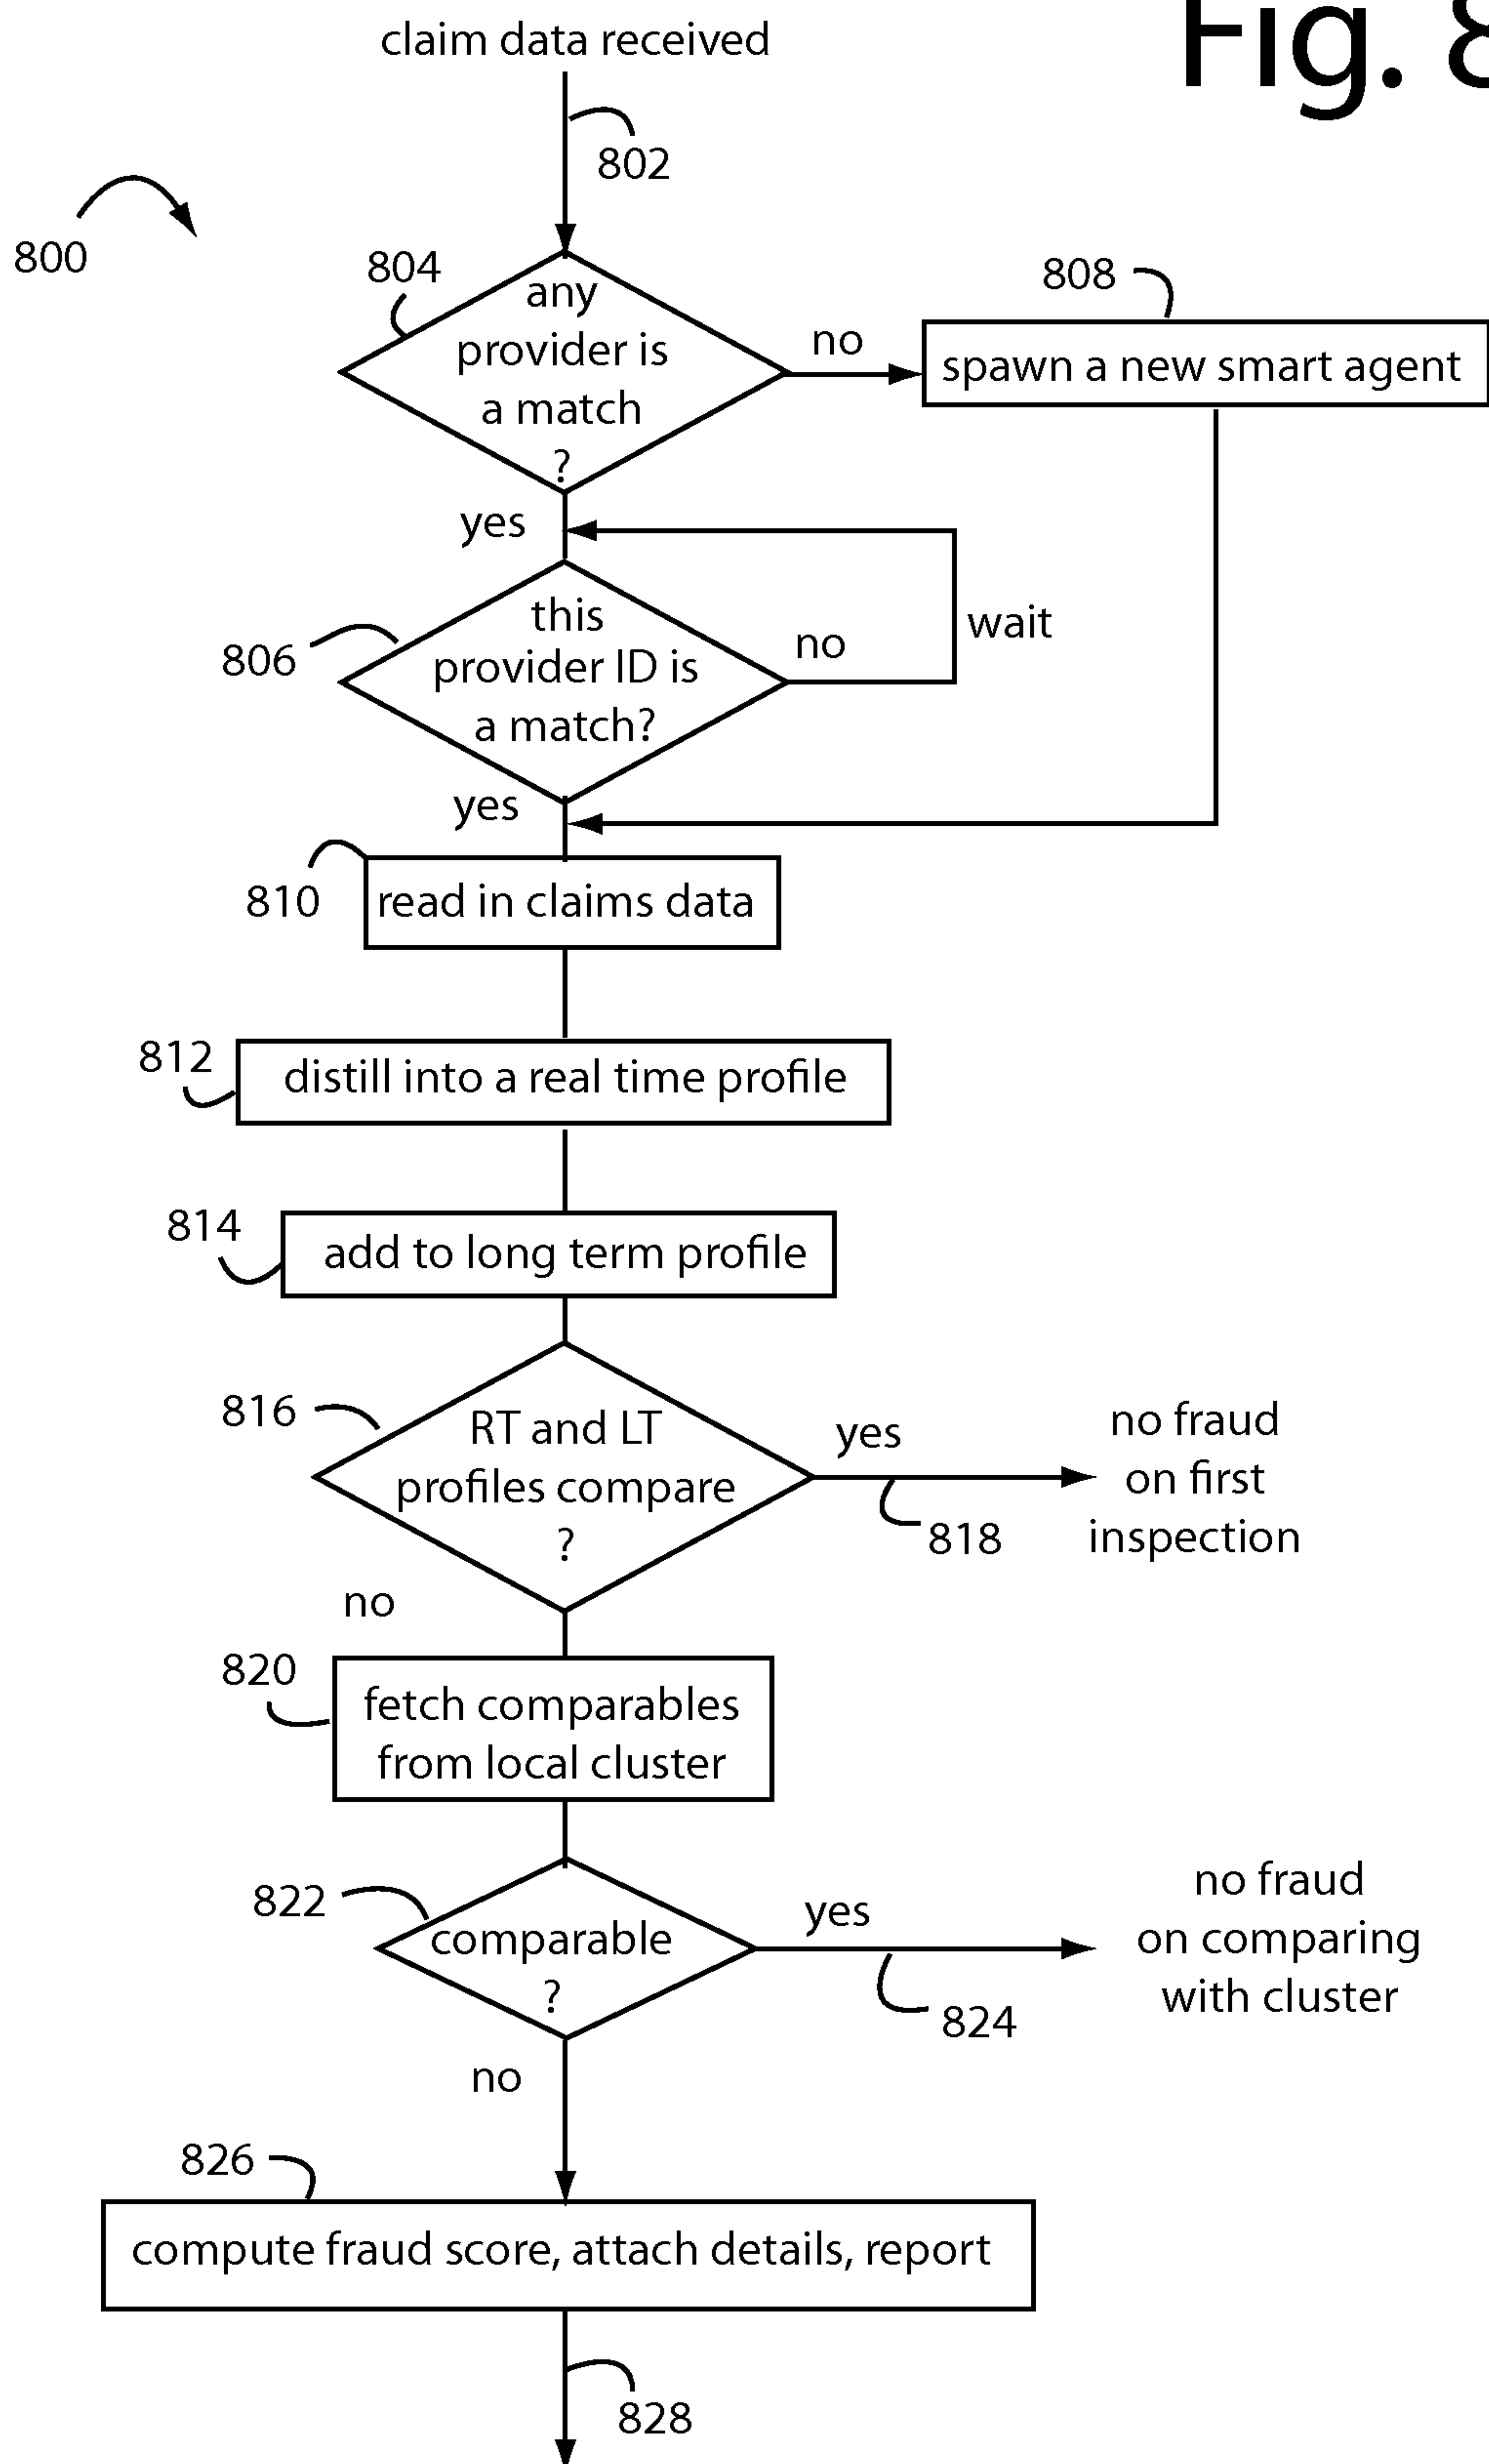 Fig. 8
claim data received
802
800
804
any
provider is
a match
?
no
808
spawn a new smart agent
yes
this
provider ID is
a match?
806
no
wait
yes
810
read in claims data
812
distill into a real time profile
814
add to long term profile
816
RT and LT
profiles compare
?
yes
818
no fraud
on first
inspection
no
820
fetch comparables
from local cluster
822
comparable
?
yes
824
no fraud
on comparing
with cluster
no
826
compute fraud score, attach details, report
828